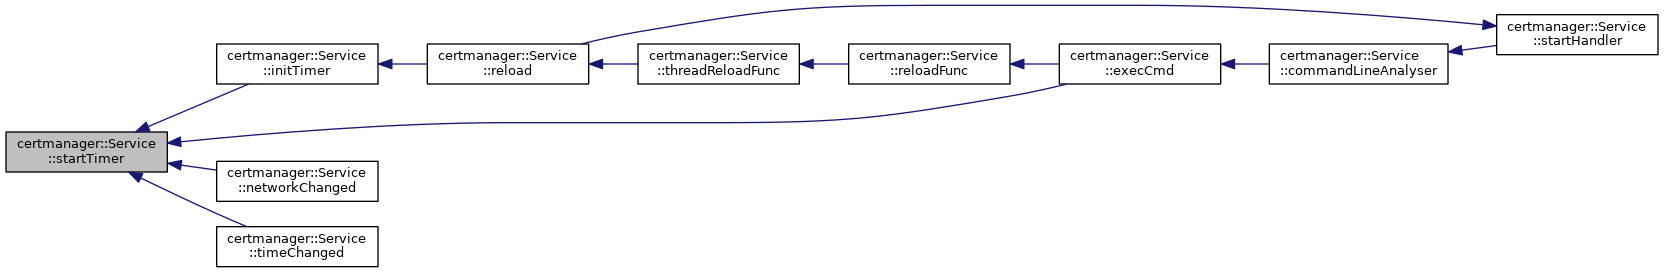 certmanager::Service
::startHandler
certmanager::Service
::initTimer
certmanager::Service
::reload
certmanager::Service
::threadReloadFunc
certmanager::Service
::reloadFunc
certmanager::Service
::execCmd
certmanager::Service
::commandLineAnalyser
certmanager::Service
::startTimer
certmanager::Service
::networkChanged
certmanager::Service
::timeChanged